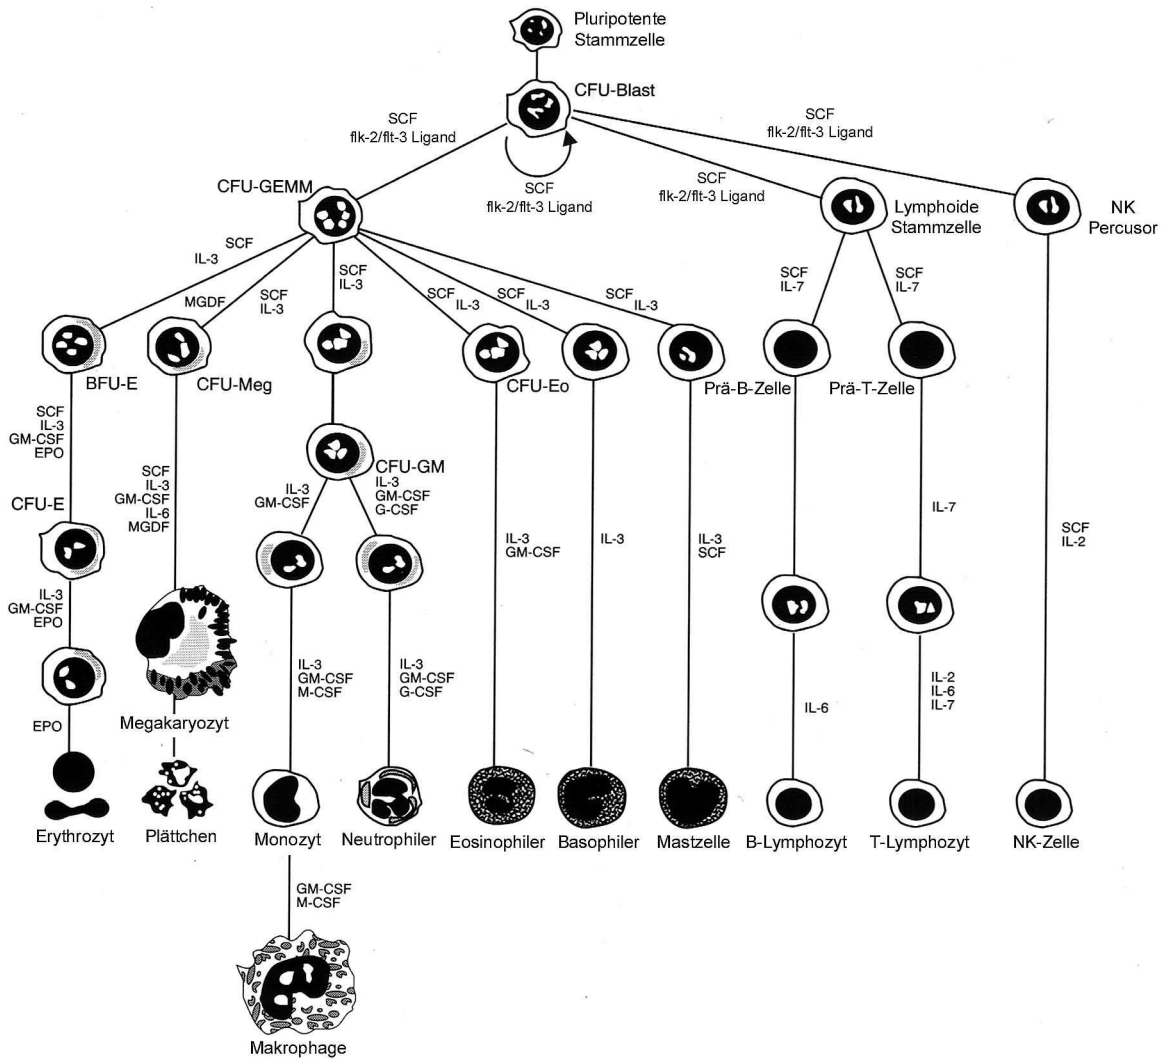 Pluripotente
Stammzelle
CFU-Blast
SCF
flk-2/flt-3 Ligand
SCF
flk-2/flt-3 Ligand
SCF
flk-2/flt-3 Ligand
SCF
flk-2/flt-3 Ligand
CFU-GEMM
Lymphoide
Stammzelle
NK
Percusor
SCF
IL-3
MGDF
SCF
IL-3
SCF
IL-3
SCF
IL-3
SCF
IL-3
SCF
IL-3
SCF
IL-7
SCF
IL-7
BFU-E
CFU-Meg
CFU-Eo
Prä-B-Zelle
Prä-T-Zelle
SCF
IL-3
GM-CSF
EPO
SCF
IL-3
GM-CSF
IL-6
MGDF
CFU-GM
IL-3
GM-CSF
IL-3
GM-CSF
G-CSF
CFU-E
IL-3
GM-CSF
IL-3
IL-3
SCF
IL-7
SCF
IL-2
IL-3
GM-CSF
EPO
IL-3
GM-CSF
M-CSF
IL-3
GM-CSF
G-CSF
IL-6
IL-2
IL-6
IL-7
EPO
Megakaryozyt
Erythrozyt
Plättchen
Monozyt
Neutrophiler
Eosinophiler
Basophiler
Mastzelle
B-Lymphozyt
T-Lymphozyt
NK-Zelle
GM-CSF
M-CSF
Makrophage